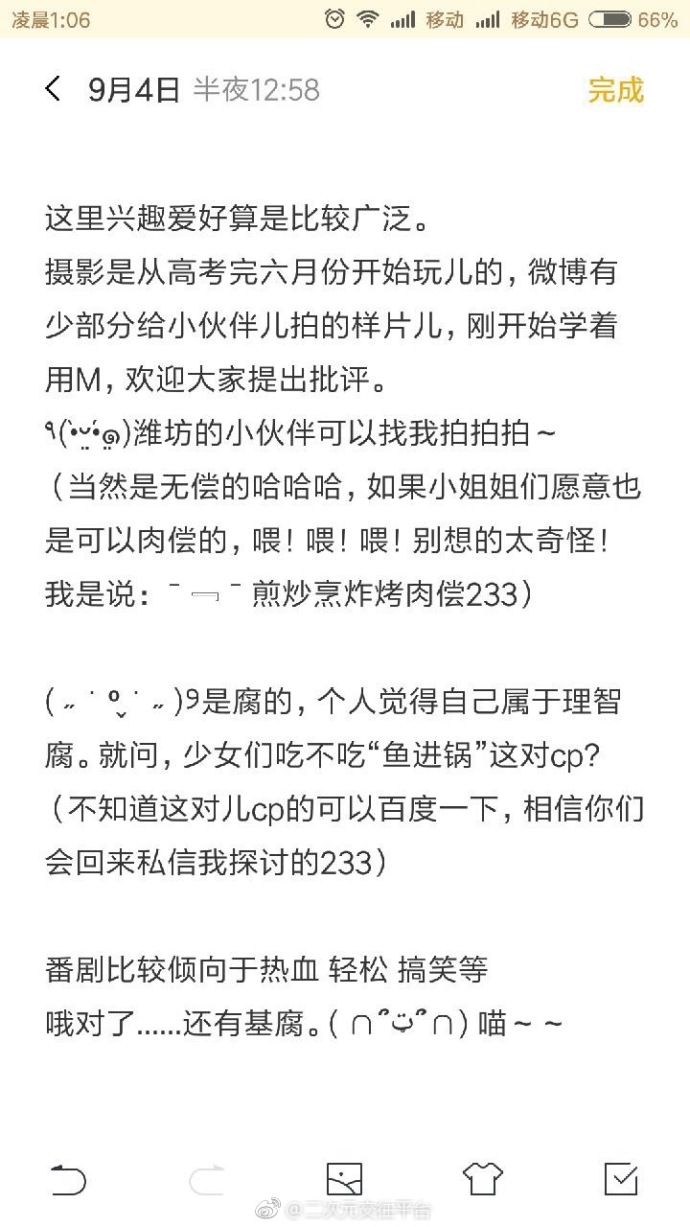 凌晨1:06 移动 移动6G 66%
9月4日 半夜12:58 完成
这里兴趣爱好算是比较广泛。
摄影是从高考完六月份开始玩儿的，微博有
少部分给小伙伴儿拍的样片儿，刚开始学着
用M，欢迎大家提出批评。
٩(•̤̀ᵕ•̤́๑)潍坊的小伙伴可以找我拍拍拍～
（当然是无偿的哈哈哈，如果小姐姐们愿意也
是可以肉偿的，喂！喂！喂！别想的太奇怪！
我是说：¯﹃¯煎炒烹炸烤肉偿233）
(˶˙º̬˙˶)9是腐的，个人觉得自己属于理智
腐。就问，少女们吃不吃“鱼进锅”这对cp？
（不知道这对儿cp的可以百度一下，相信你们
会回来私信我探讨的233）
番剧比较倾向于热血 轻松 搞笑等
哦对了……还有基腐。( ∩՞ټ՞∩) 喵～～
@二次元交往平台